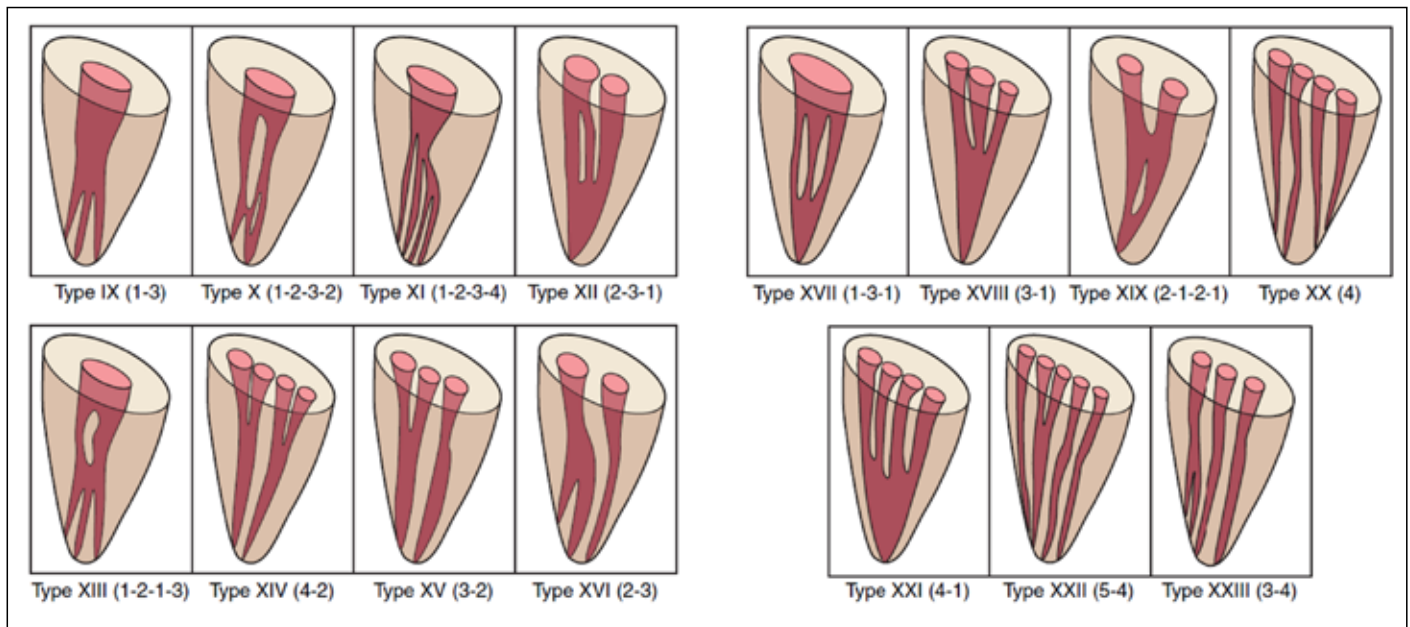 Type IX (1-3) Type X (1-2-3-2) Type XI (1-2-3-4) Type XII (2-3-1)
Type XVII (1-3-1) Type XVIII (3-1) Type XIX (2-1-2-1) Type XX (4)
Type XIII (1-2-1-3) Type XIV (4-2) Type XV (3-2) Type XVI (2-3)
Type XXI (4-1) Type XXII (5-4) Type XXIII (3-4)